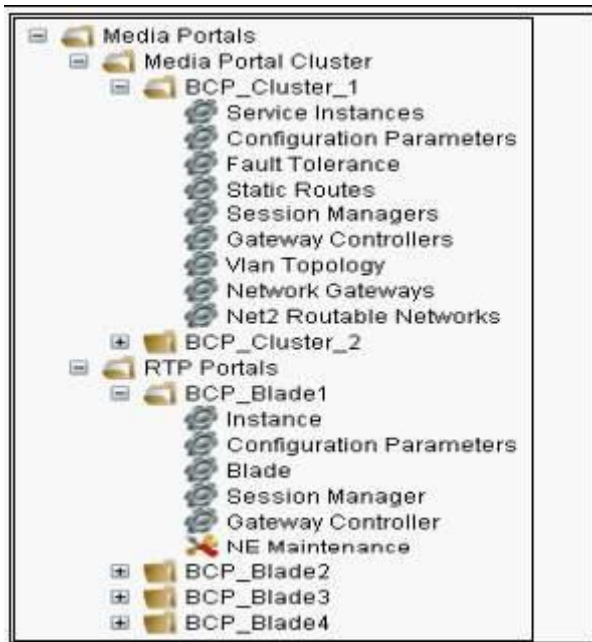 Media Portals
Media Portal Cluster
BCP_Cluster_1
Service Instances
Configuration Parameters
Fault Tolerance
Static Routes
Session Managers
Gateway Controllers
Vlan Topology
Network Gateways
Net2 Routable Networks
BCP_Cluster_2
RTP Portals
BCP_Blade1
Instance
Configuration Parameters
Blade
Session Manager
Gateway Controller
NE Maintenance
BCP_Blade2
BCP_Blade3
BCP_Blade4